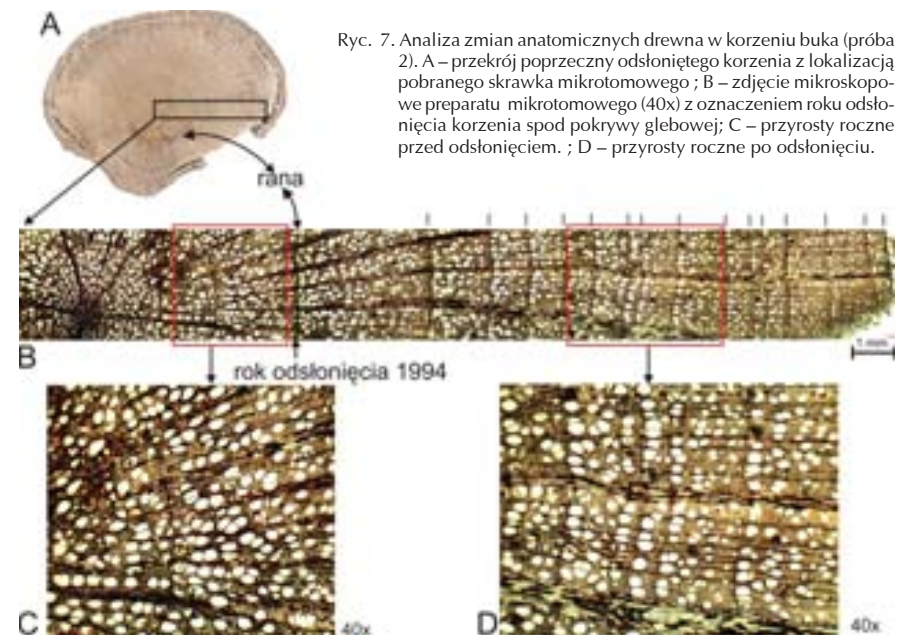 A
Ryc. 7. Analiza zmian anatomicznych drewna w korzeniu buka (próba
2). A – przekrój poprzeczny odsłoniętego korzenia z lokalizacją
pobranego skrawka mikrotomowego ; B – zdjęcie mikroskopo-
we preparatu mikrotomowego (40x) z oznaczeniem roku odsło-
nięcia korzenia spod pokrywy glebowej; C – przyrosty roczne
przed odsłonięciem. ; D – przyrosty roczne po odsłonięciu.
rana
B
1 mm
rok odsłonięcia 1994
C
40x
D
40x